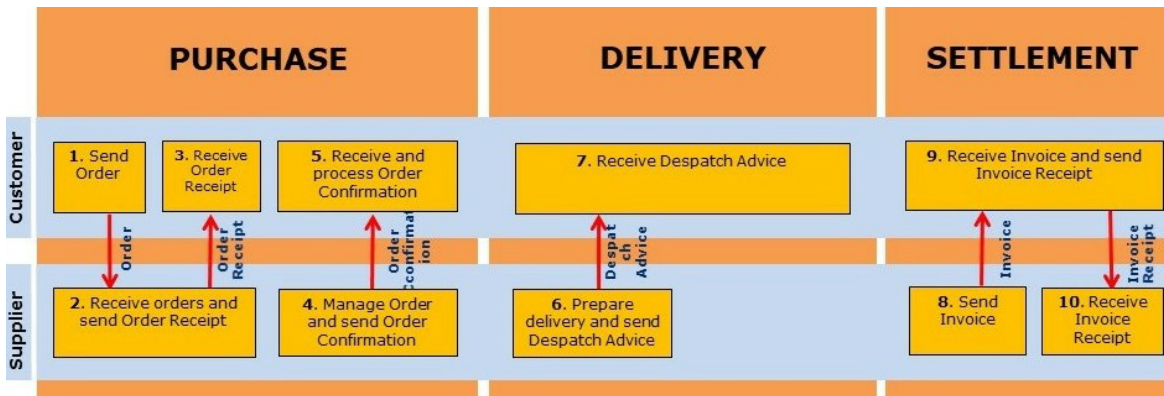 PURCHASE
DELIVERY
SETTLEMENT
Customer
1. Send
Order
3. Receive
Order
Receipt
5. Receive and
process Order
Confirmation
7. Receive Despatch Advice
9. Receive Invoice and send
Invoice Receipt
Order
Order
Receipt
Order
Despat
ch
Advice
ion
Invoice
Invoice
Receipt
Supplier
2. Receive orders and
send Order Receipt
4. Manage Order
and send Order
Confirmation
6. Prepare
delivery and send
Despatch Advice
8. Send
Invoice
10. Receive
Invoice
Receipt